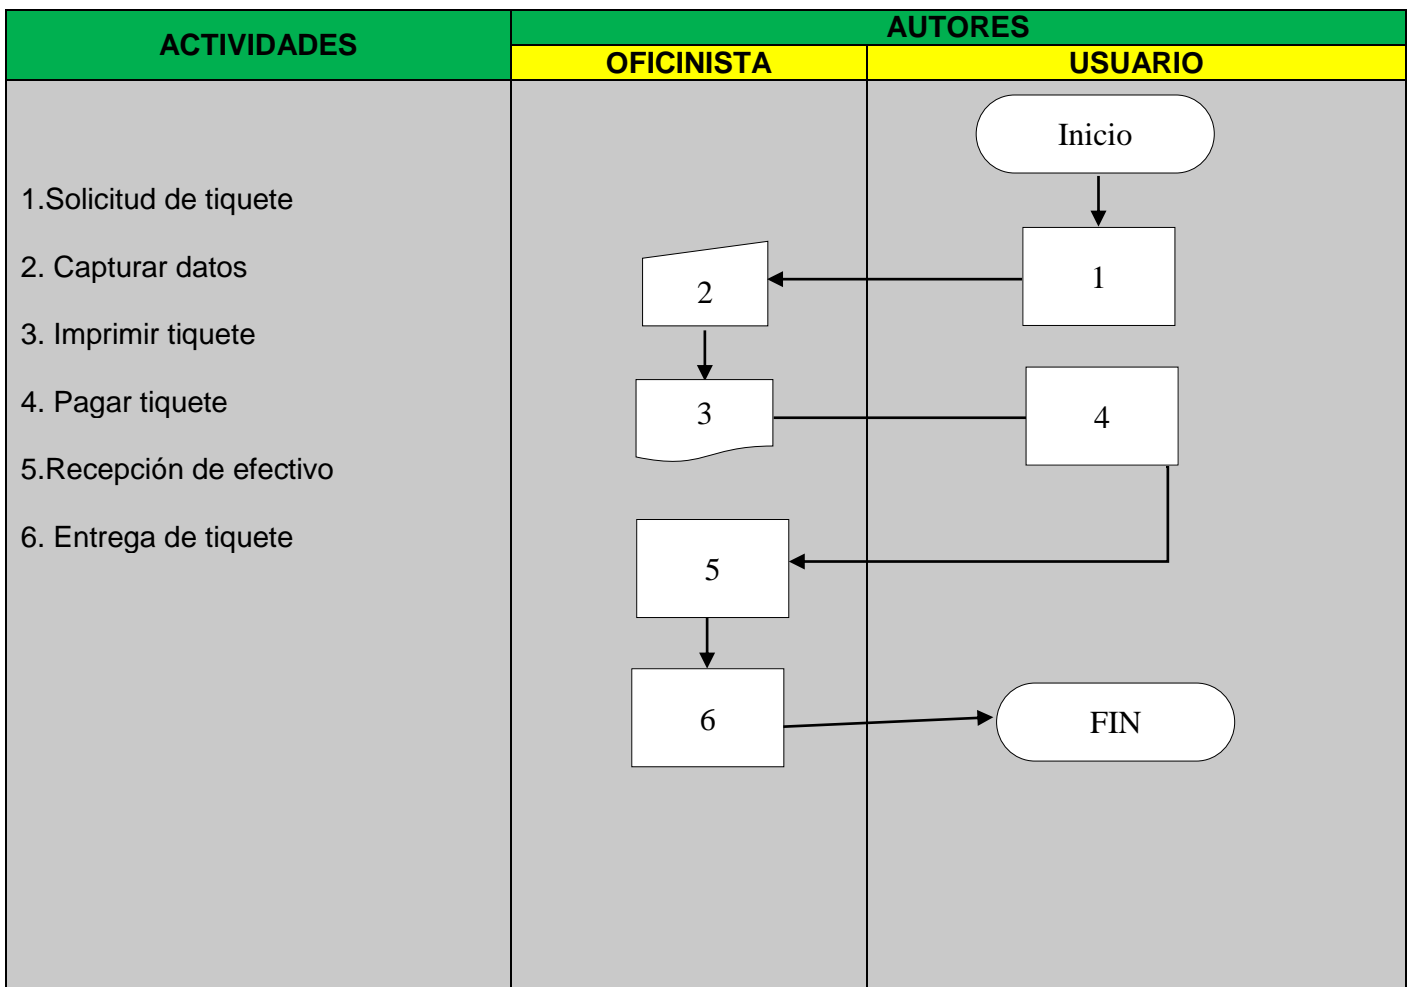 ACTIVIDADES
AUTORES
OFICINISTA
USUARIO
1.Solicitud de tiquete
2. Capturar datos
3. Imprimir tiquete
4. Pagar tiquete
5.Recepción de efectivo
6. Entrega de tiquete
Inicio
1
2
3
4
5
6
FIN